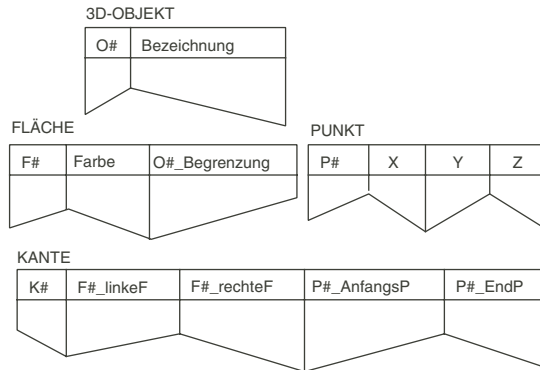 3D-OBJEKT
O# Bezeichnung
FLÄCHE
F# Farbe O#_Begrenzung
PUNKT
P# X Y Z
KANTE
K# F#_linkeF F#_rechteF P#_AnfangsP P#_EndP